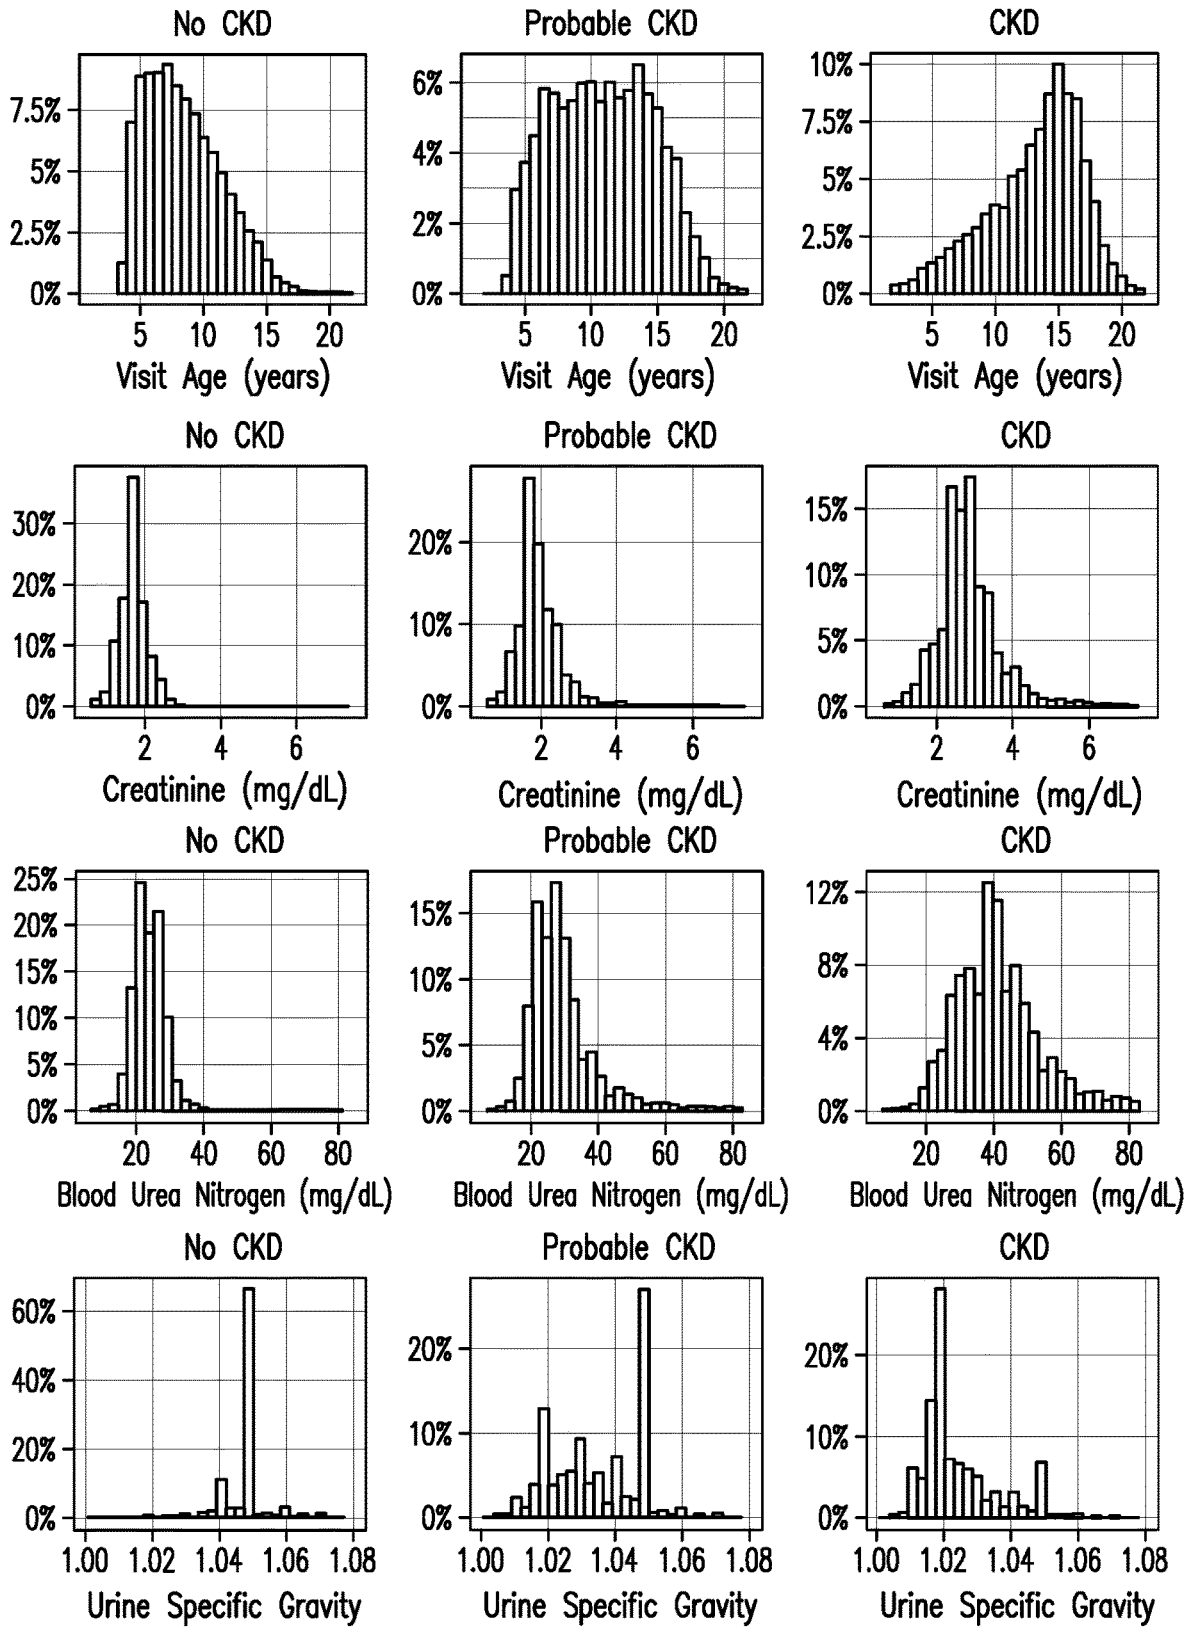 No CKD Probable CKD CKD
7.5% 6% 10%
5% 4% 7.5%
2.5% 2% 5%
0% 0% 2.5%
0%
5 10 15 20 5 10 15 20 5 10 15 20
Visit Age (years) Visit Age (years) Visit Age (years)
No CKD Probable CKD CKD
30% 20% 15%
20% 10% 10%
10% 0% 5%
0% 0%
2 4 6 2 4 6 2 4 6
Creatinine (mg/dL) Creatinine (mg/dL) Creatinine (mg/dL)
No CKD Probable CKD CKD
25% 15% 12%
20% 10% 8%
15% 5% 4%
10% 0% 0%
5%
0%
20 40 60 80 20 40 60 80 20 40 60 80
Blood Urea Nitrogen (mg/dL) Blood Urea Nitrogen (mg/dL) Blood Urea Nitrogen (mg/dL)
No CKD Probable CKD CKD
60% 20% 20%
40% 10% 10%
20% 0% 0%
0%
1.00 1.02 1.04 1.06 1.08 1.00 1.02 1.04 1.06 1.08 1.00 1.02 1.04 1.06 1.08
Urine Specific Gravity Urine Specific Gravity Urine Specific Gravity